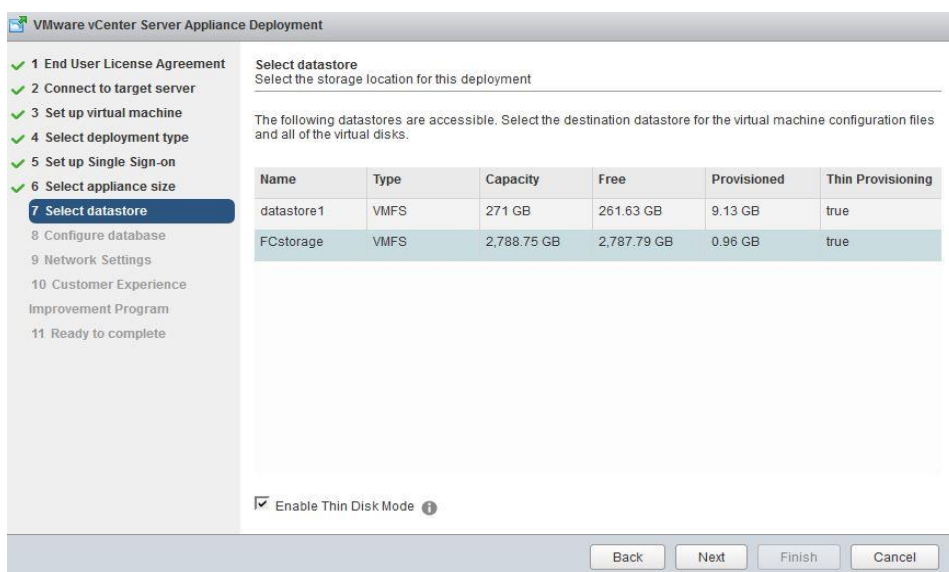 VMware vCenter Server Appliance Deployment
1 End User License Agreement
2 Connect to target server
3 Set up virtual machine
4 Select deployment type
5 Set up Single Sign-on
6 Select appliance size
7 Select datastore
8 Configure database
9 Network Settings
10 Customer Experience
Improvement Program
11 Ready to complete
Select datastore
Select the storage location for this deployment
The following datastores are accessible. Select the destination datastore for the virtual machine configuration files
and all of the virtual disks.
Name Type Capacity Free Provisioned Thin Provisioning
datastore1 VMFS 271 GB 261.63 GB 9.13 GB true
FCstorage VMFS 2,788.75 GB 2,787.79 GB 0.96 GB true
Enable Thin Disk Mode
Back Next Finish Cancel